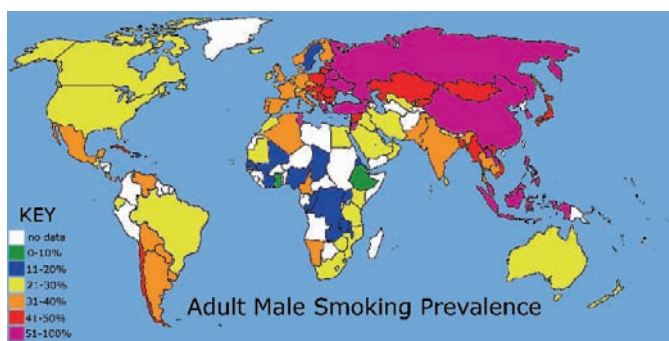 KEY
no data
0-10%
11-20%
21-30%
31-40%
41-50%
51-100%
Adult Male Smoking Prevalence